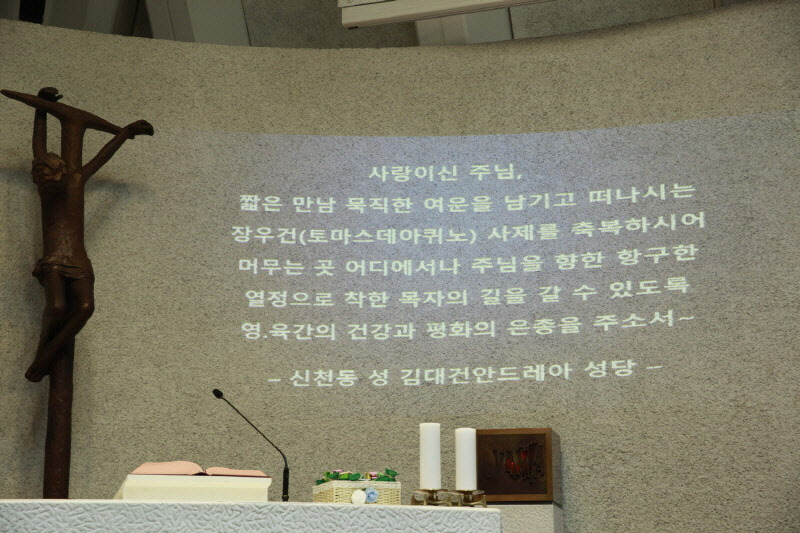 사랑이신 주님,
짧은 만남 묵직한 여운을 남기고 떠나시는
장우건(토마스데아퀴노) 사제를 축복하시어
머무는 곳 어디에서나 주님을 향한 항구한
열정으로 착한 목자의 길을 갈 수 있도록
영.육간의 건강과 평화의 은총을 주소서~
– 신천동 성 김대건안드레아 성당 –